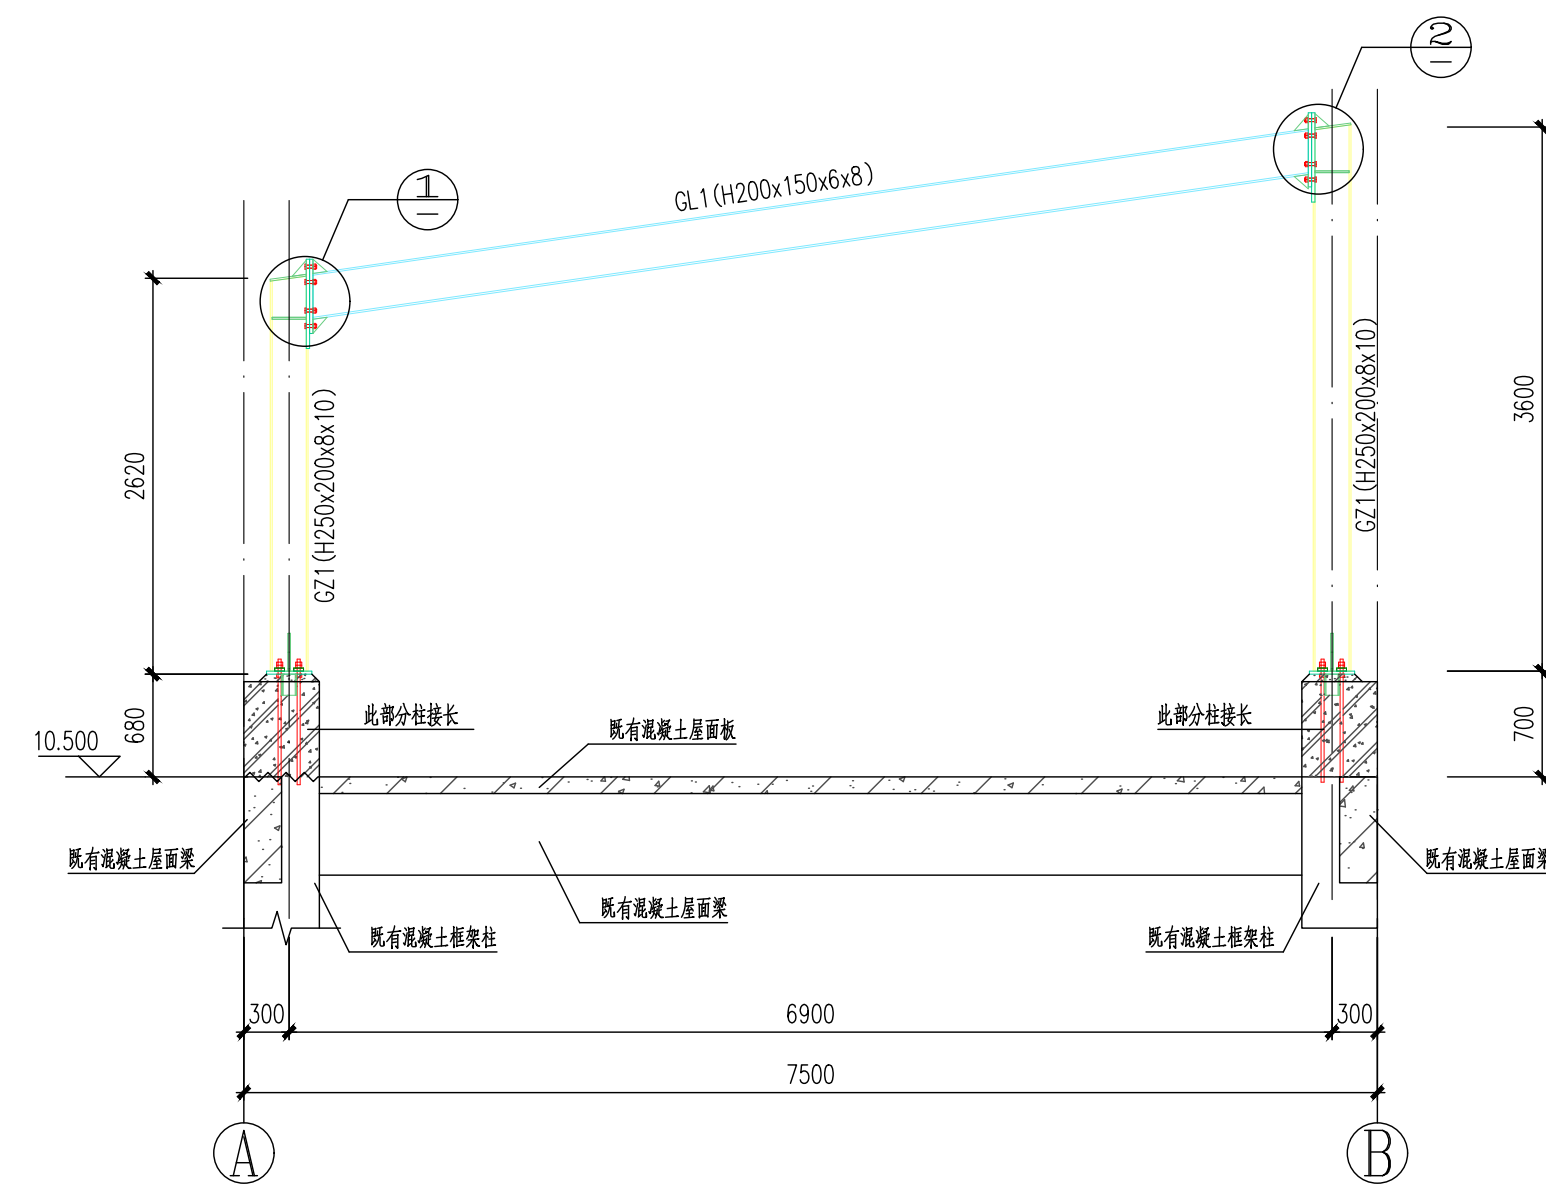 2
1
GL1(H200x150x6x8)
GZ1(H250x200x8x10)
GZ1(H250x200x8x10)
2620
3600
680
700
10.500
此部分柱接长
既有混凝土屋面板
此部分柱接长
既有混凝土屋面梁
既有混凝土屋面梁
既有混凝土屋面梁
既有混凝土框架柱
既有混凝土框架柱
300
6900
300
7500
A
B